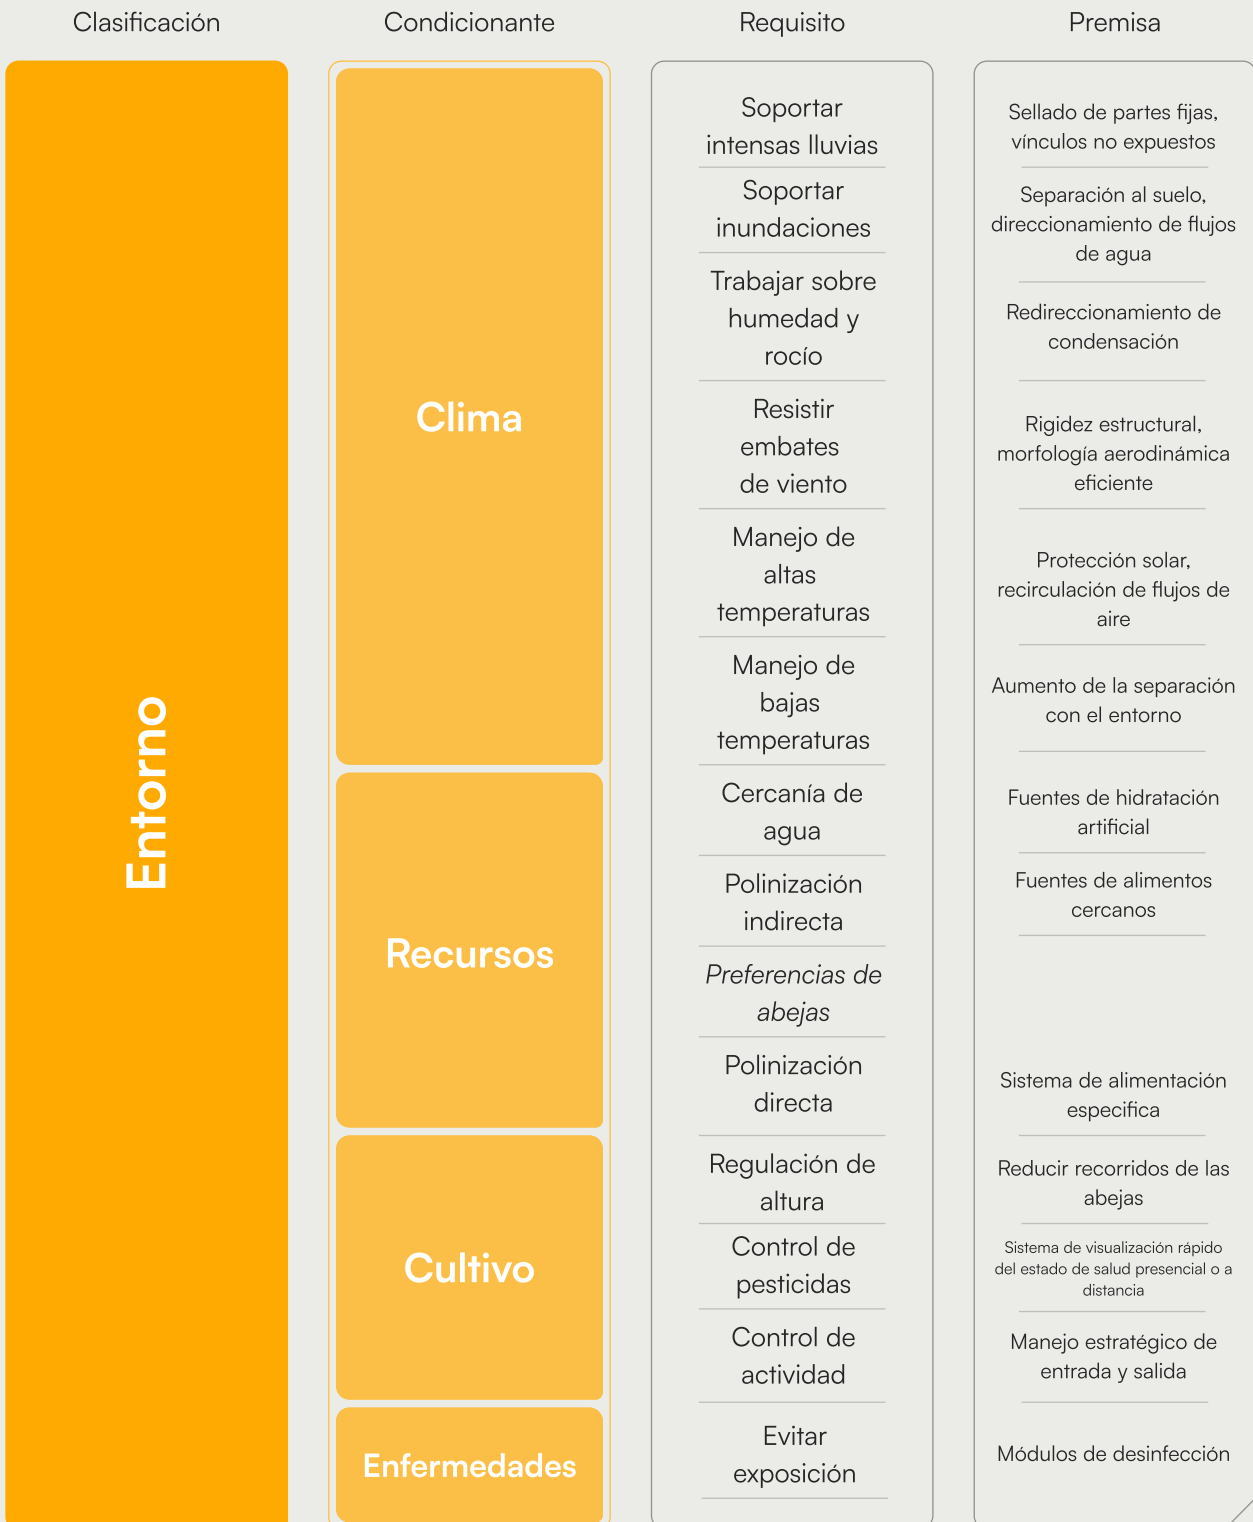 Clasificación
Condicionante
Requisito
Premisa
Entorno
Clima
Soportar
intensas lluvias
Sellado de partes fijas,
vínculos no expuestos
Soportar
inundaciones
Separación al suelo,
direccionamiento de flujos
de agua
Trabajar sobre
humedad y
rocío
Redireccionamiento de
condensación
Resistir
embates
de viento
Rigidez estructural,
morfología aerodinámica
eficiente
Manejo de
altas
temperaturas
Protección solar,
recirculación de flujos de
aire
Manejo de
bajas
temperaturas
Aumento de la separación
con el entorno
Recursos
Cercanía de
agua
Fuentes de hidratación
artificial
Polinización
indirecta
Fuentes de alimentos
cercanos
Preferencias de
abejas
Polinización
directa
Sistema de alimentación
especifica
Cultivo
Regulación de
altura
Reducir recorridos de las
abejas
Control de
pesticidas
Sistema de visualización rápido
del estado de salud presencial o a
distancia
Control de
actividad
Manejo estratégico de
entrada y salida
Enfermedades
Evitar
exposición
Módulos de desinfección